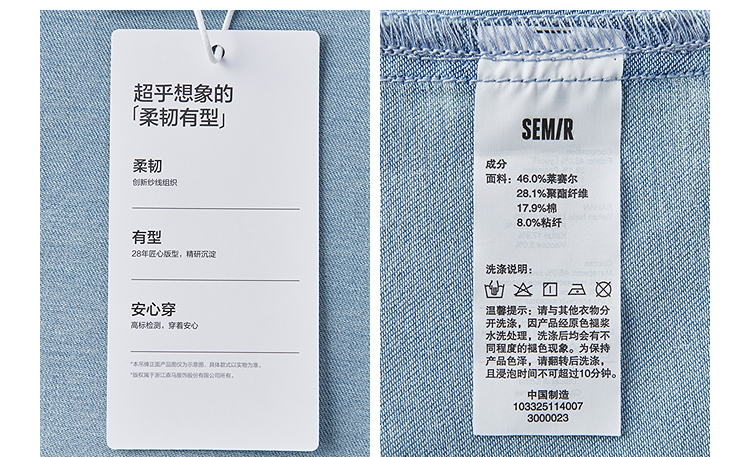 超乎想象的
「柔韧有型」
柔韧
创新纱线组织
有型
28年匠心版型，精研沉淀
安心穿
高标检测，穿着安心
*本吊牌正面产品图仅为示意图，具体款式以实物为准。
*版权属于浙江森马服饰股份有限公司所有。
SEM/R
成分
面料：46.0%莱赛尔
28.1%聚酯纤维
17.9%棉
8.0%粘纤
洗涤说明：
温馨提示：请与其他衣物分
开洗涤，因产品经原色褪浆
水洗处理，洗涤后均会有不
同程度的褪色现象。为保持
产品色泽，请翻转后洗涤，
且浸泡时间不可超过10分钟。
中国制造
103325114007
3000023